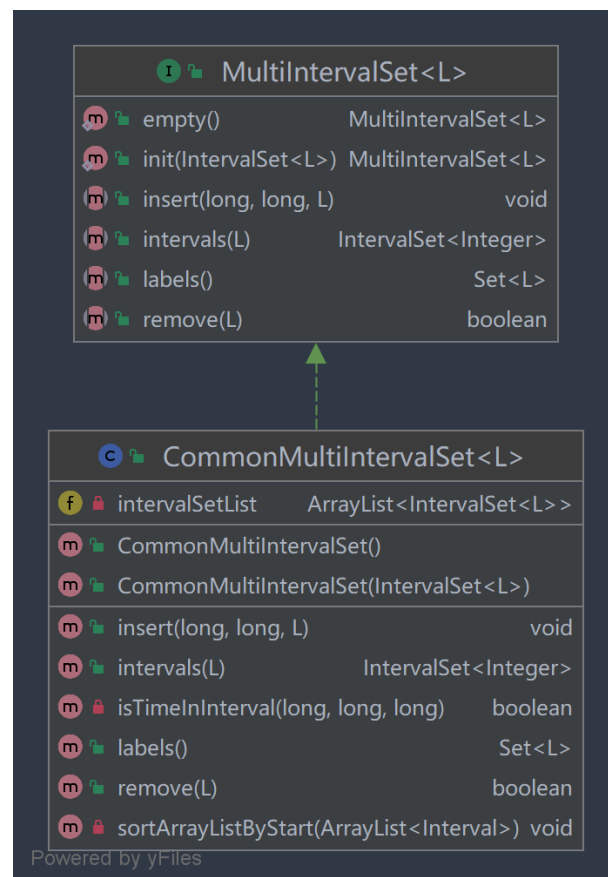 I MultiIntervalSet<L>
m empty() MultiIntervalSet<L>
m init(IntervalSet<L>) MultiIntervalSet<L>
m insert(long, long, L) void
m intervals(L) IntervalSet<Integer>
m labels() Set<L>
m remove(L) boolean
C CommonMultiIntervalSet<L>
f intervalSetList ArrayList<IntervalSet<L>>
m CommonMultiIntervalSet()
m CommonMultiIntervalSet(IntervalSet<L>)
m insert(long, long, L) void
m intervals(L) IntervalSet<Integer>
m isTimeInInterval(long, long, long) boolean
m labels() Set<L>
m remove(L) boolean
m sortArrayListByStart(ArrayList<Interval>) void
Powered by yFiles